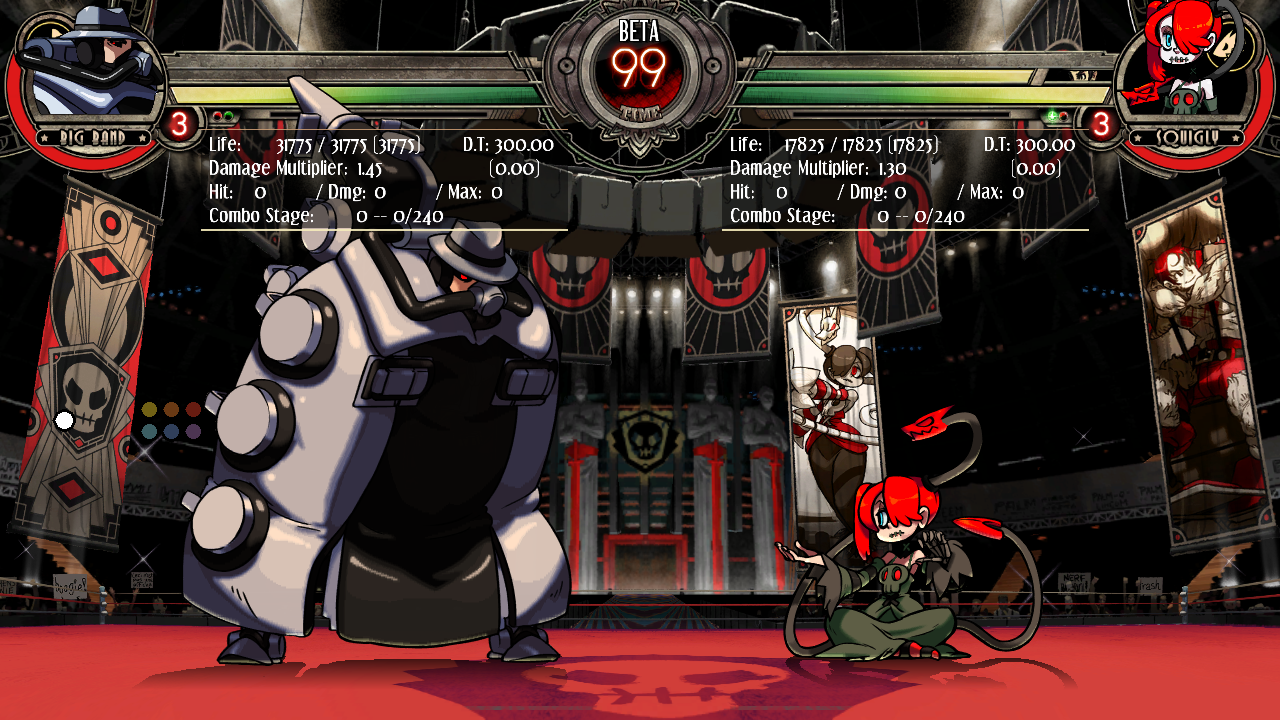 BETA
99
TIME
BIG BAND
3
3
SQUIGLY
Life: 31775 / 31775 [31775] D.T: 300.00
Damage Multiplier: 1.45 [0.00]
Hit: 0 / Dmg: 0 / Max: 0
Combo Stage: 0 -- 0/240
Life: 17825 / 17825 [17825] D.T: 300.00
Damage Multiplier: 1.30 [0.00]
Hit: 0 / Dmg: 0 / Max: 0
Combo Stage: 0 -- 0/240
boogie!
Trash